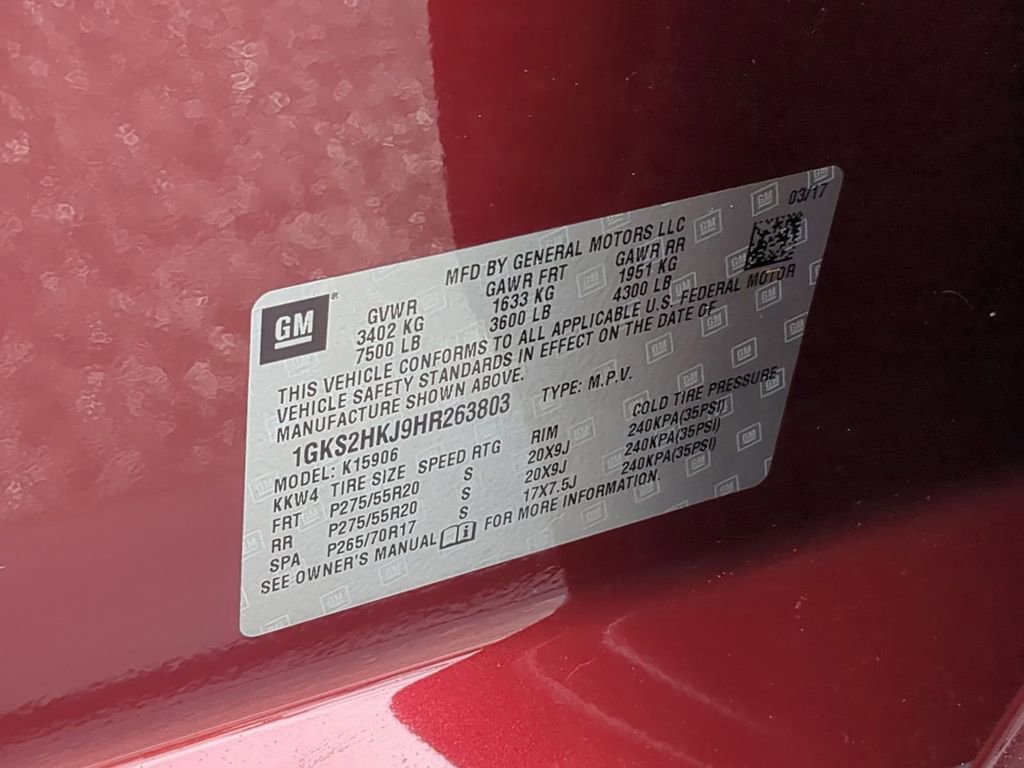 03/17
GM
MFD BY GENERAL MOTORS LLC
GVWR GAWR FRT GAWR RR
3402 KG 1633 KG 1951 KG
7500 LB 3600 LB 4300 LB
THIS VEHICLE CONFORMS TO ALL APPLICABLE U.S. FEDERAL MOTOR
VEHICLE SAFETY STANDARDS IN EFFECT ON THE DATE OF
MANUFACTURE SHOWN ABOVE.
1GKS2HKJ9HR263803 TYPE: M.P.V.
MODEL: K15906
KKW4 TIRE SIZE SPEED RTG RIM COLD TIRE PRESSURE
FRT P275/55R20 S 20X9J 240KPA(35PSI)
RR P275/55R20 S 20X9J 240KPA(35PSI)
SPA P265/70R17 S 17X7.5J 240KPA(35PSI)
SEE OWNER'S MANUAL i FOR MORE INFORMATION.